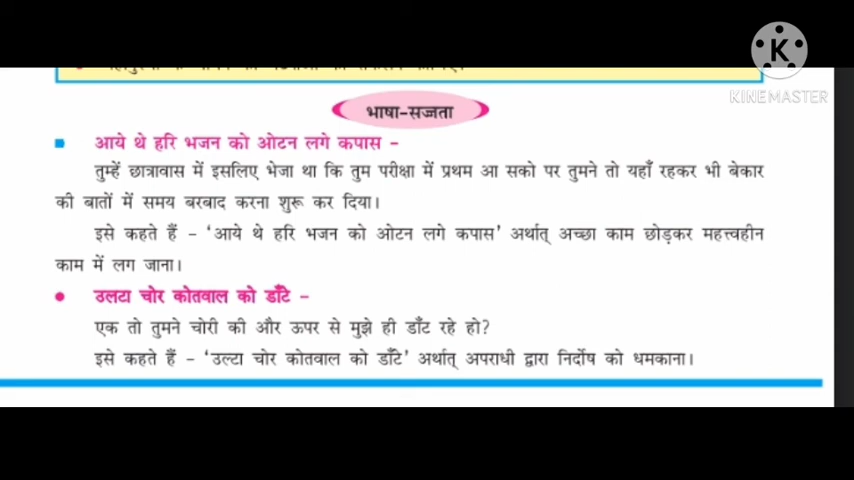 K
KINEMASTER
भाषा-सज्जता
आये थे हरि भजन को ओटन लगे कपास -
तुम्हें छात्रावास में इसलिए भेजा था कि तुम परीक्षा में प्रथम आ सको पर तुमने तो यहाँ रहकर भी बेकार
की बातों में समय बरबाद करना शुरू कर दिया।
इसे कहते हैं - ‘आये थे हरि भजन को ओटन लगे कपास’ अर्थात् अच्छा काम छोड़कर महत्त्वहीन
काम में लग जाना।
उलटा चोर कोतवाल को डाँटे -
एक तो तुमने चोरी की और ऊपर से मुझे ही डाँट रहे हो?
इसे कहते हैं - ‘उल्टा चोर कोतवाल को डाँटे’ अर्थात् अपराधी द्वारा निर्दोष को धमकाना।